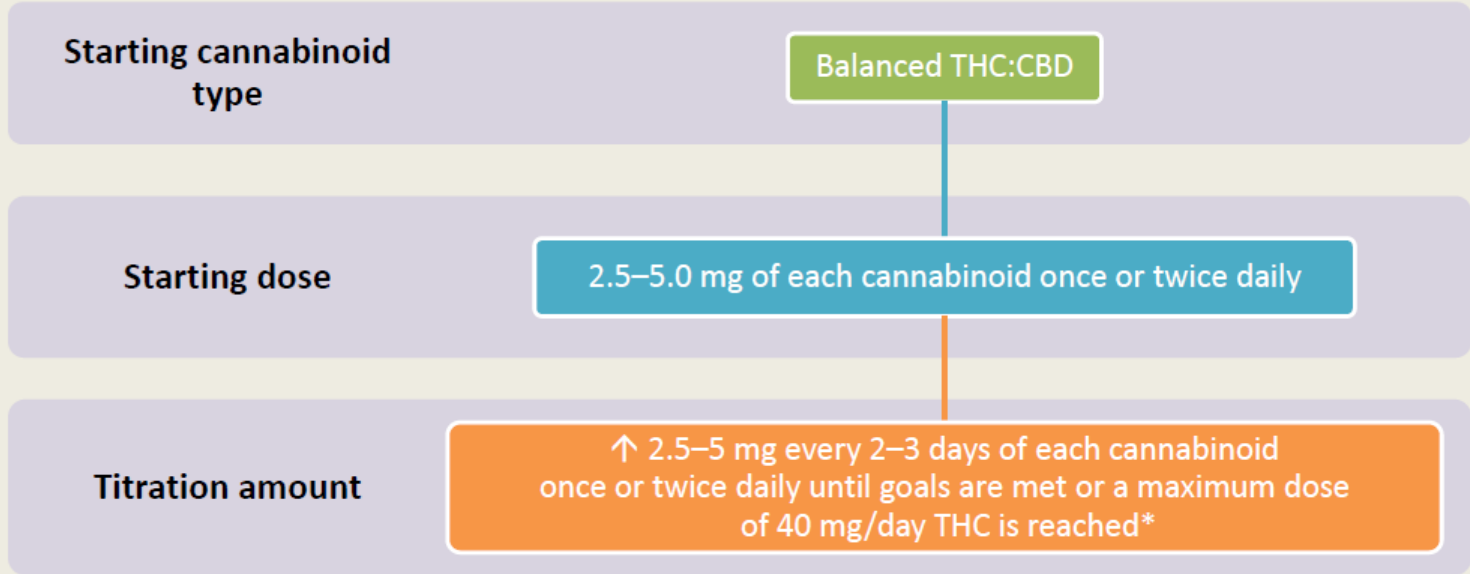 Starting cannabinoid
type
Balanced THC:CBD
Starting dose
2.5–5.0 mg of each cannabinoid once or twice daily
Titration amount
↑ 2.5–5 mg every 2–3 days of each cannabinoid
once or twice daily until goals are met or a maximum dose
of 40 mg/day THC is reached*